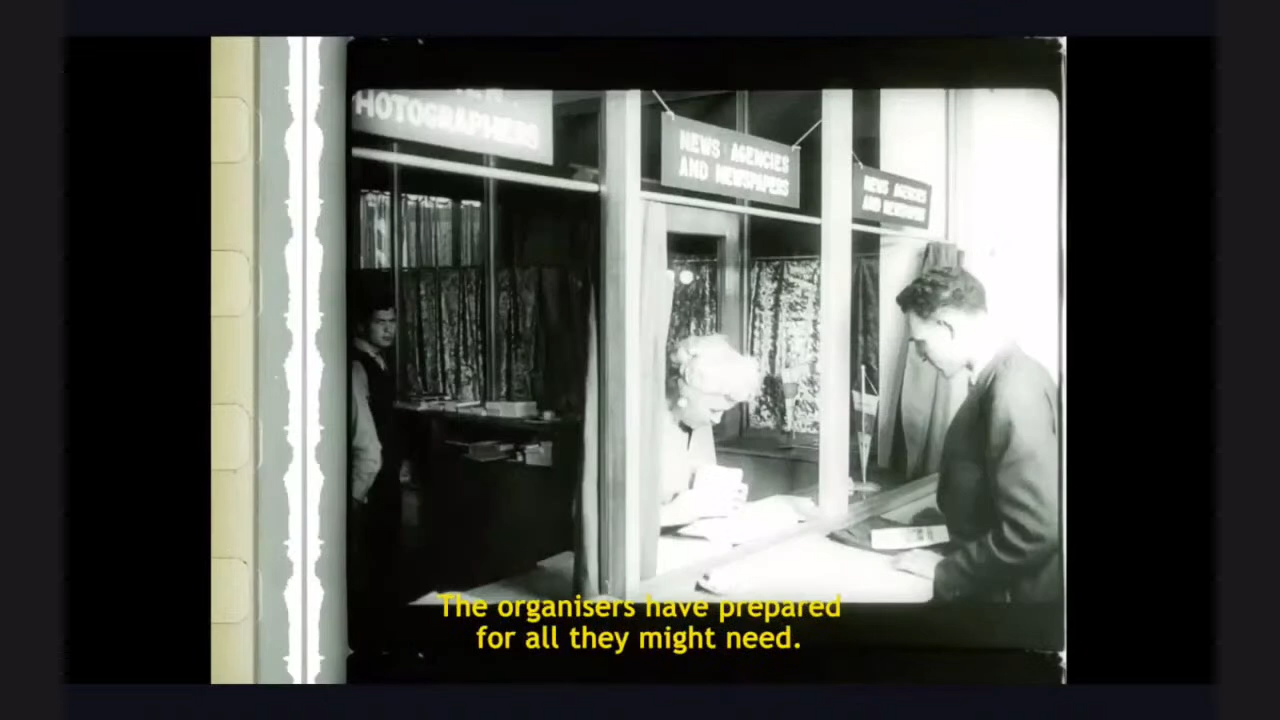 HOTOGRAPHERS
NEWS AGENCIES
AND NEWSPAPERS
NEWS AGENCIES
AND NEWSPAPERS
The organisers have prepared
for all they might need.